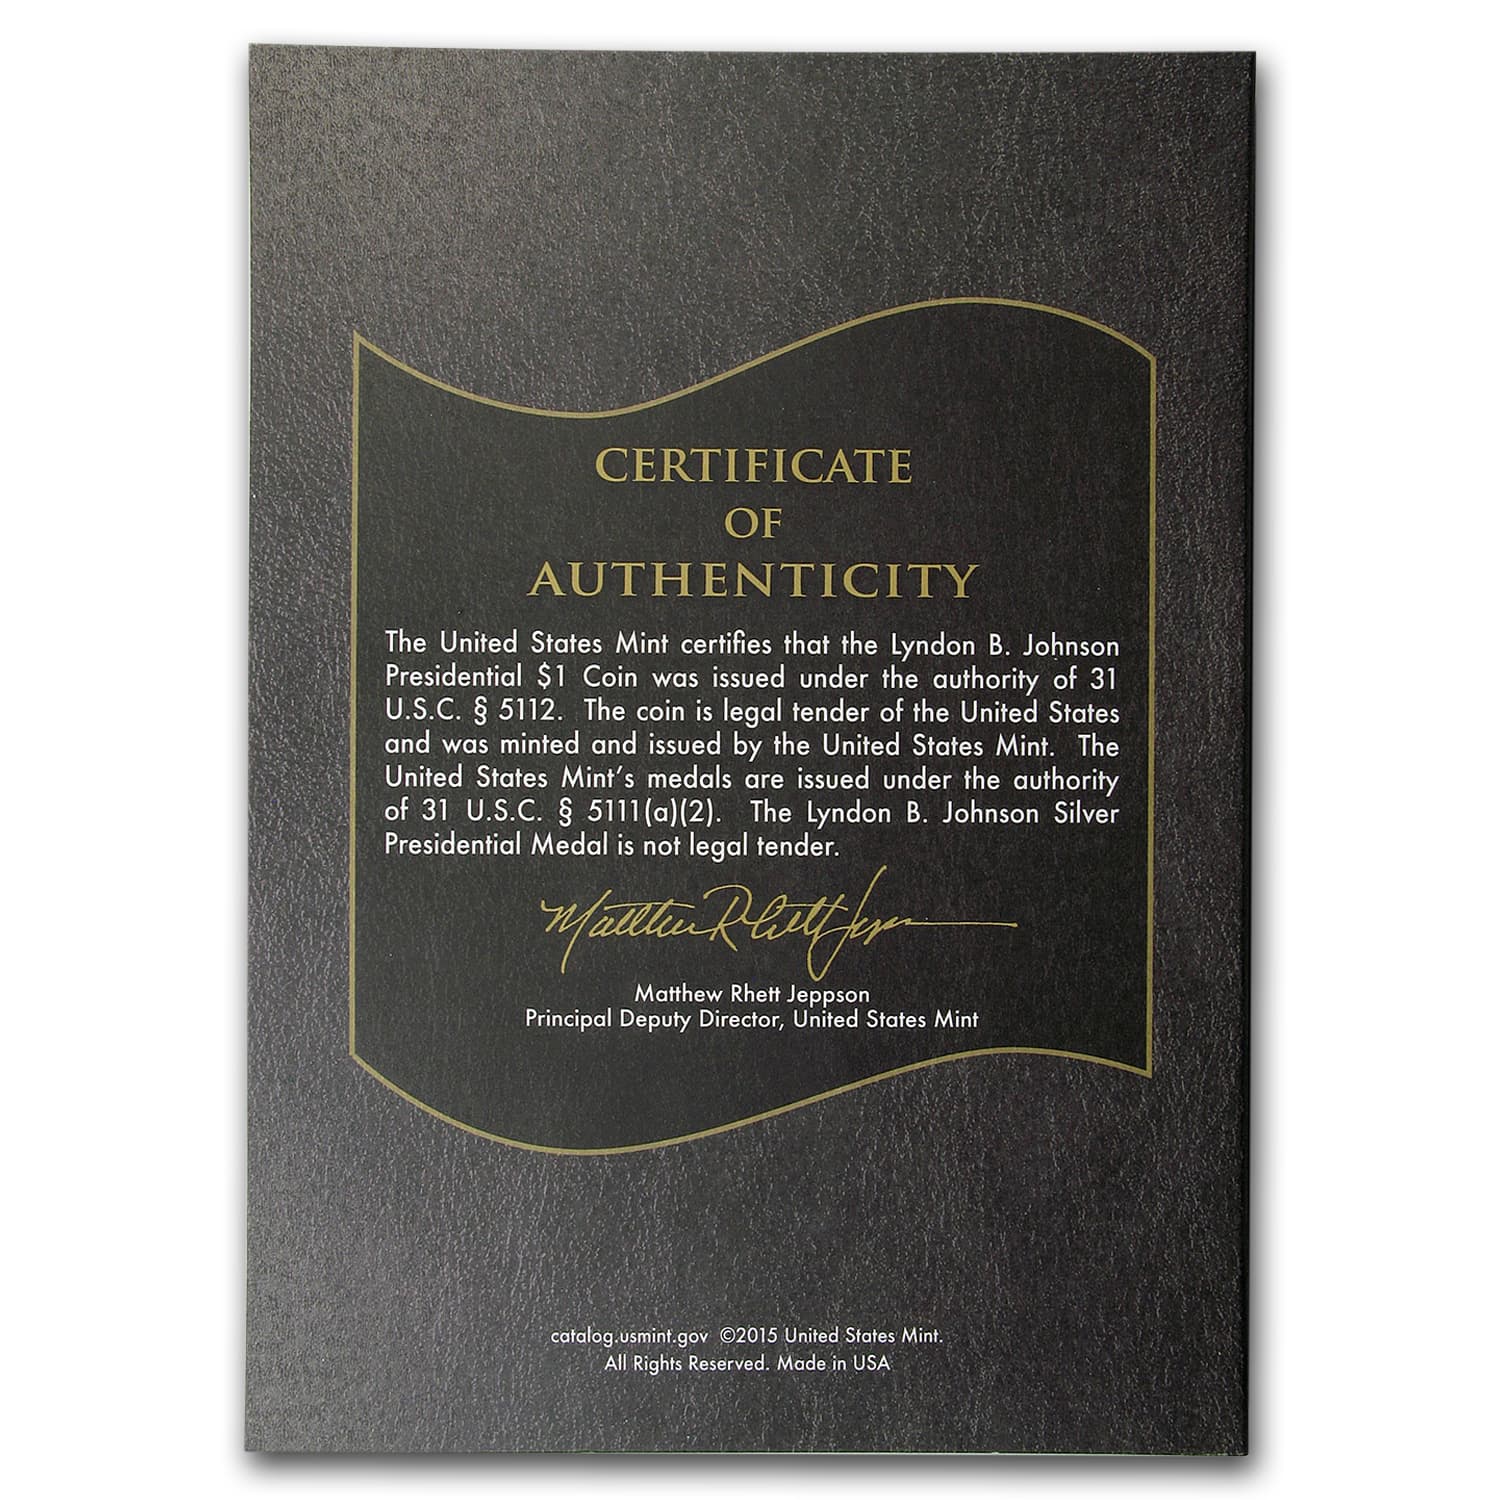 CERTIFICATE
OF
AUTHENTICITY
The United States Mint certifies that the Lyndon B. Johnson
Presidential $1 Coin was issued under the authority of 31
U.S.C. § 5112. The coin is legal tender of the United States
and was minted and issued by the United States Mint. The
United States Mint's medals are issued under the authority
of 31 U.S.C. § 5111(a)(2). The Lyndon B. Johnson Silver
Presidential Medal is not legal tender.
Matthew Rhett Jeppson
Matthew Rhett Jeppson
Principal Deputy Director, United States Mint
catalog.usmint.gov ©2015 United States Mint.
All Rights Reserved. Made in USA